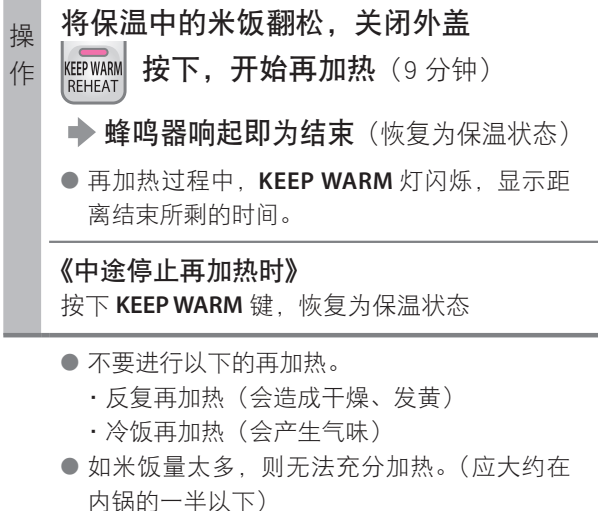 操作
将保温中的米饭翻松，关闭外盖
KEEP WARM
REHEAT
按下，开始再加热（9 分钟）
蜂鸣器响起即为结束（恢复为保温状态）
● 再加热过程中，KEEP WARM 灯闪烁，显示距
离结束所剩的时间。
《中途停止再加热时》
按下 KEEP WARM 键，恢复为保温状态
● 不要进行以下的再加热。
・反复再加热（会造成干燥、发黄）
・冷饭再加热（会产生气味）
● 如米饭量太多，则无法充分加热。（应大约在
内锅的一半以下）